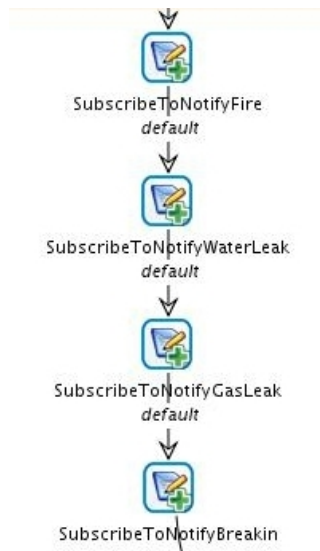 SubscribeToNotifyFire
default
SubscribeToNotifyWaterLeak
default
SubscribeToNotifyGasLeak
default
SubscribeToNotifyBreakin